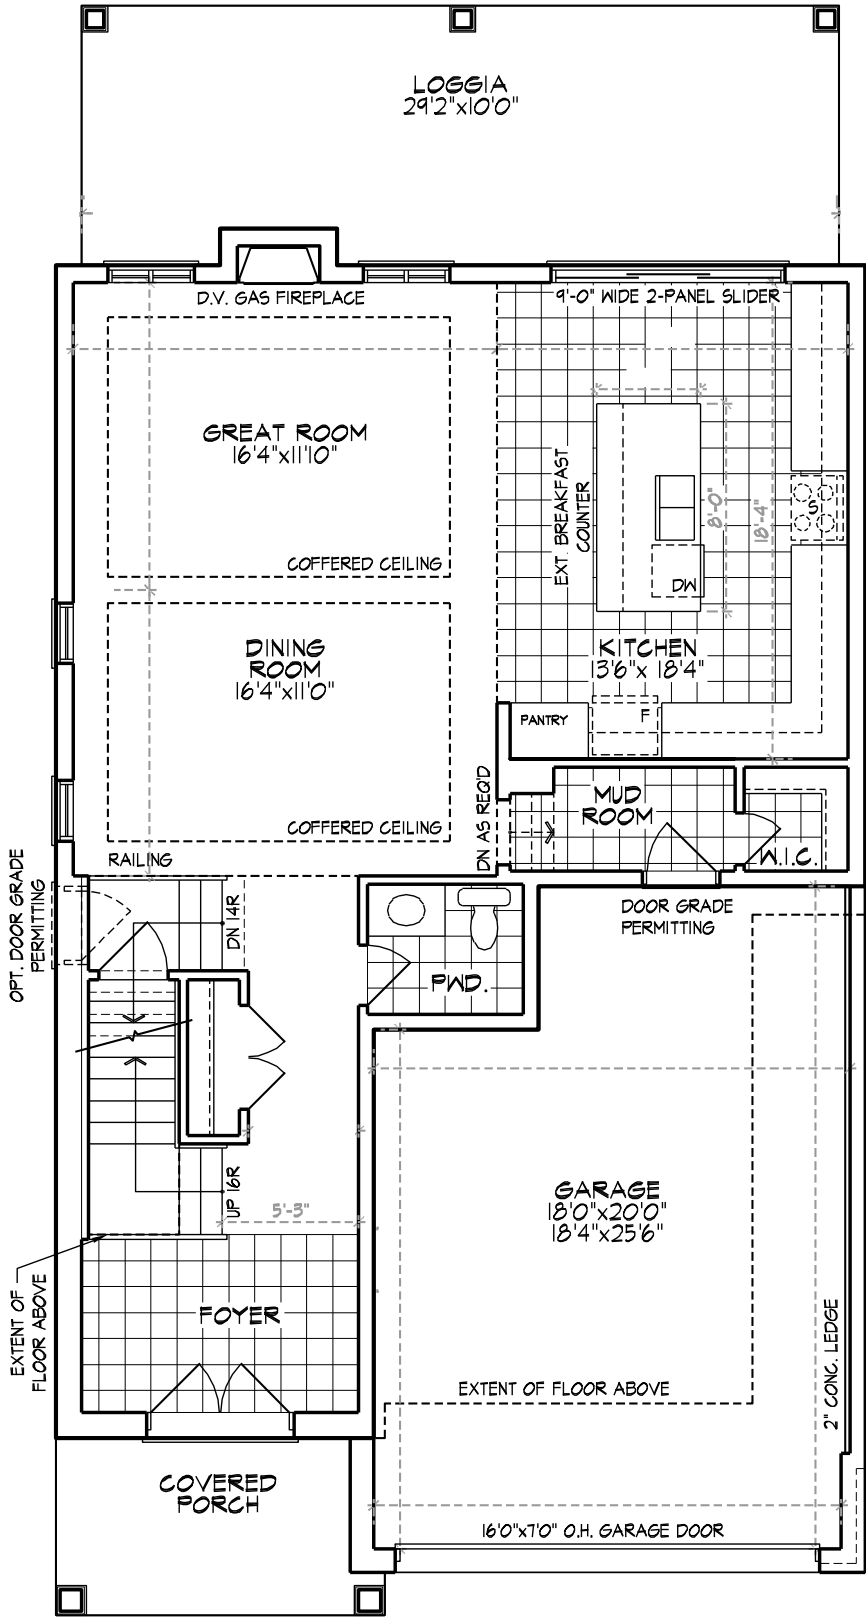 LOGGIA
29'2"x10'0"
D.V. GAS FIREPLACE
9'-0" WIDE 2-PANEL SLIDER
GREAT ROOM
16'4"x11'10"
COFFERED CEILING
EXT. BREAKFAST
COUNTER
8'-0"
18'-4"
S
DW
DINING
ROOM
16'4"x11'0"
KITCHEN
13'6"x 18'4"
PANTRY
F
COFFERED CEILING
DN AS REQ'D
MUD
ROOM
W.I.C.
RAILING
OPT. DOOR GRADE
PERMITTING
DN 14R
PWD.
DOOR GRADE
PERMITTING
UP 16R
5'-3"
GARAGE
18'0"x20'0"
18'4"x25'6"
EXTENT OF
FLOOR ABOVE
FOYER
EXTENT OF FLOOR ABOVE
2" CONC. LEDGE
COVERED
PORCH
16'0"x7'0" O.H. GARAGE DOOR